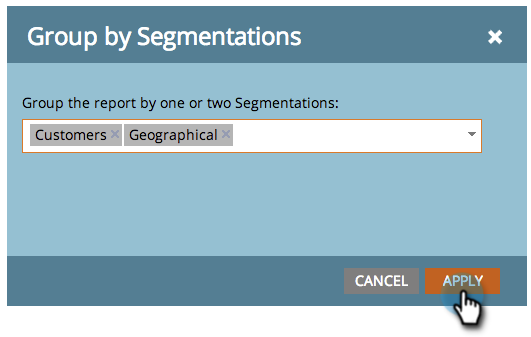 Group by Segmentations
Group the report by one or two Segmentations:
Customers Geographical
CANCEL APPLY